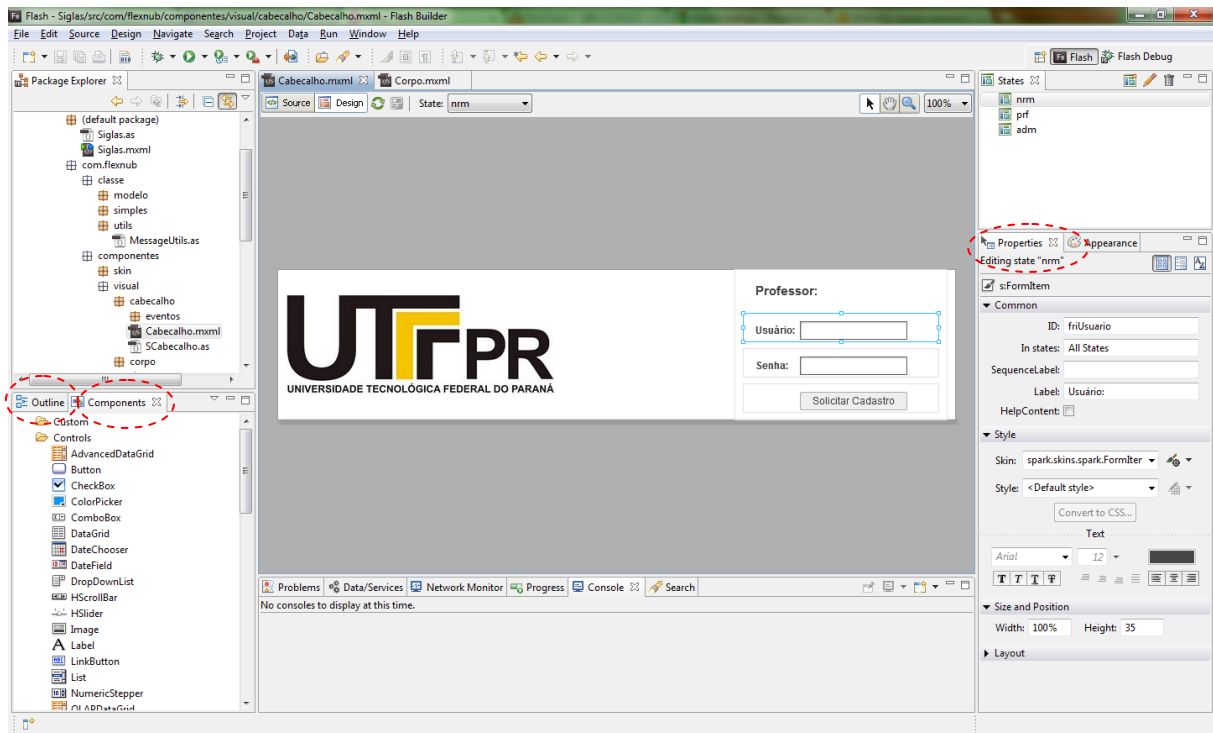 Flash - Siglas/src/com/flexnub/componentes/visual/cabecalho/Cabecalho.mxml - Flash Builder
File Edit Source Design Navigate Search Project Data Run Window Help
Flash Flash Debug
Package Explorer
(default package)
Siglas.as
Siglas.mxml
com.flexnub
classe
modelo
simples
utils
MessageUtils.as
componentes
skin
visual
cabecalho
eventos
Cabecalho.mxml
SCabecalho.as
corpo
Outline Components
Custom
Controls
AdvancedDataGrid
Button
CheckBox
ColorPicker
ComboBox
DataGrid
DateChooser
DateField
DropDownList
HScrollBar
HSlider
Image
Label
LinkButton
List
NumericStepper
OLAPDataGrid
Cabecalho.mxml Corpo.mxml
Source Design State: nrm 100%
UTFPR
UNIVERSIDADE TECNOLÓGICA FEDERAL DO PARANÁ
Professor:
Usuário:
Senha:
Solicitar Cadastro
Problems Data/Services Network Monitor Progress Console Search
No consoles to display at this time.
States
nrm
prf
adm
Properties Appearance
Editing state "nrm"
s:FormItem
Common
ID: friUsuario
In states: All States
SequenceLabel:
Label: Usuário:
HelpContent:
Style
Skin: spark.skins.spark.FormIter
Style: <Default style>
Convert to CSS...
Text
Arial 12
T T T T
Size and Position
Width: 100% Height: 35
Layout